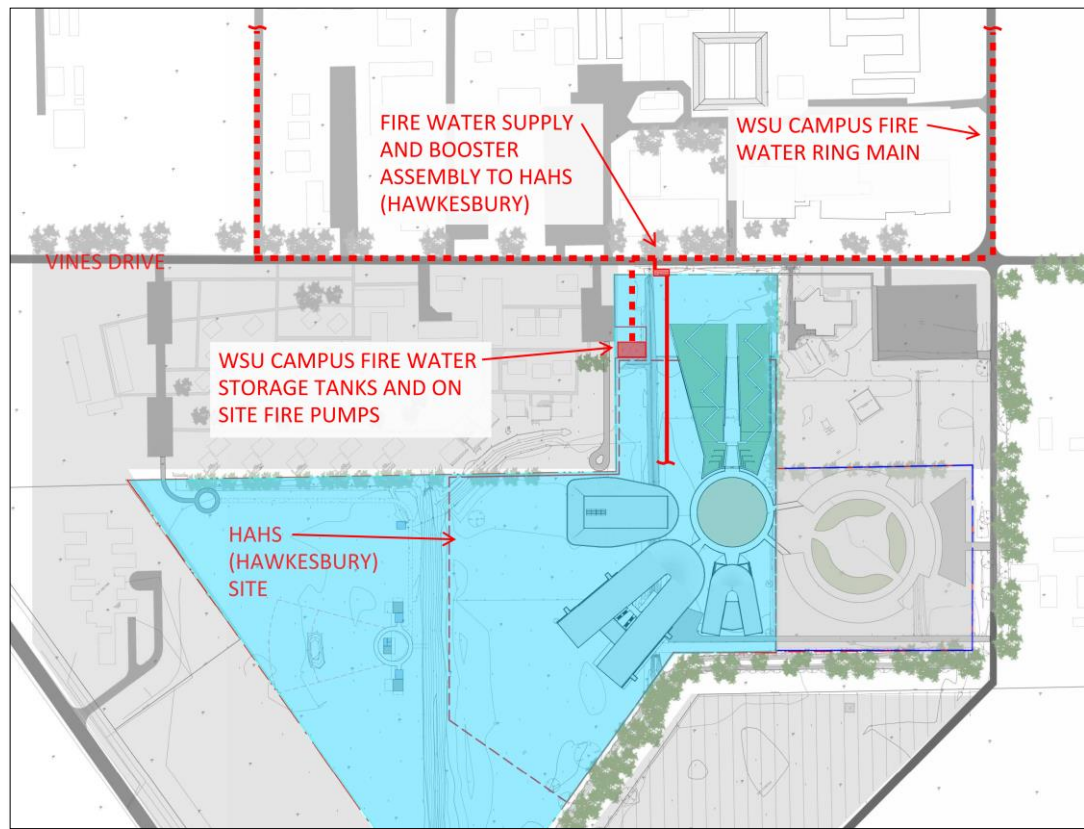 FIRE WATER SUPPLY
AND BOOSTER
ASSEMBLY TO HAHS
(HAWKESBURY)
WSU CAMPUS FIRE
WATER RING MAIN
VINES DRIVE
WSU CAMPUS FIRE WATER
STORAGE TANKS AND ON
SITE FIRE PUMPS
HAHS
(HAWKESBURY)
SITE